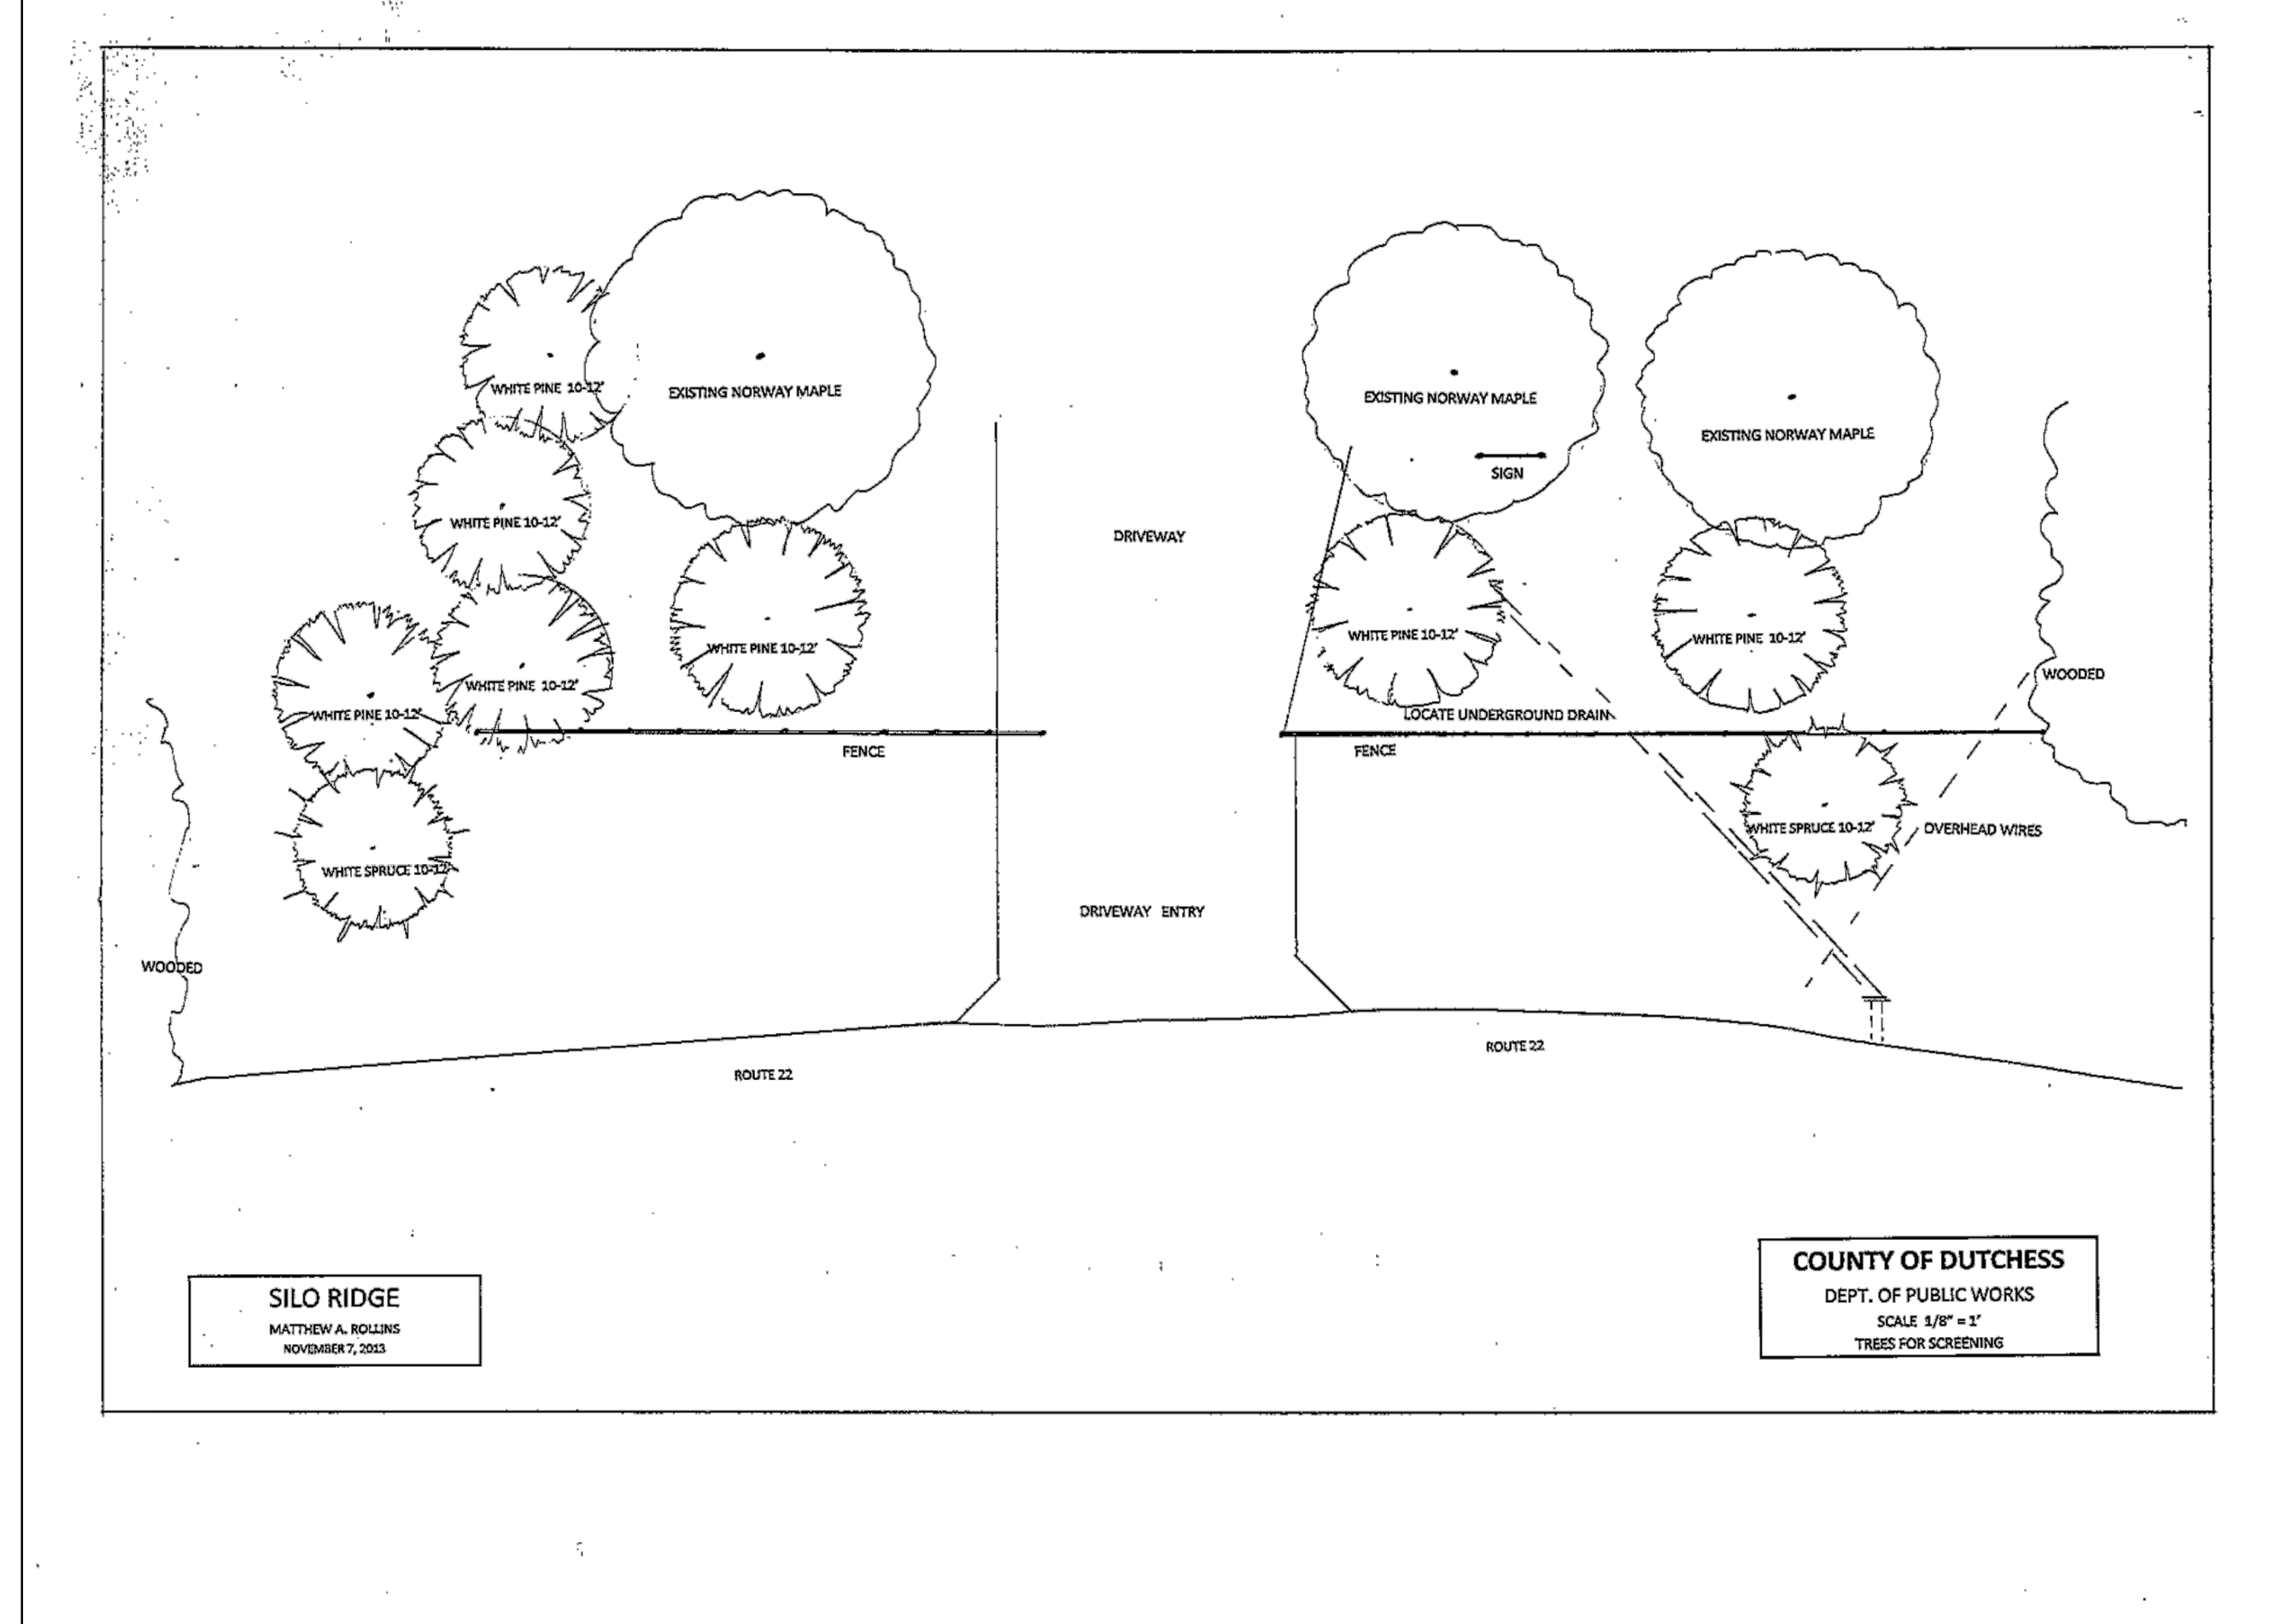 EXISTING NORWAY MAPLE
WHITE PINE 10-12'
WHITE PINE 10-12'
WHITE PINE 10-12'
WHITE PINE 10-12'
WHITE PINE 10-12'
WHITE SPRUCE 10-12'
FENCE
WOODED
DRIVEWAY
DRIVEWAY ENTRY
EXISTING NORWAY MAPLE
SIGN
EXISTING NORWAY MAPLE
WHITE PINE 10-12'
WHITE PINE 10-12'
WOODED
LOCATE UNDERGROUND DRAIN
FENCE
WHITE SPRUCE 10-12'
OVERHEAD WIRES
ROUTE 22
ROUTE 22
SILO RIDGE
MATTHEW A. ROLLINS
NOVEMBER 7, 2013
COUNTY OF DUTCHESS
DEPT. OF PUBLIC WORKS
SCALE 1/8" = 1'
TREES FOR SCREENING